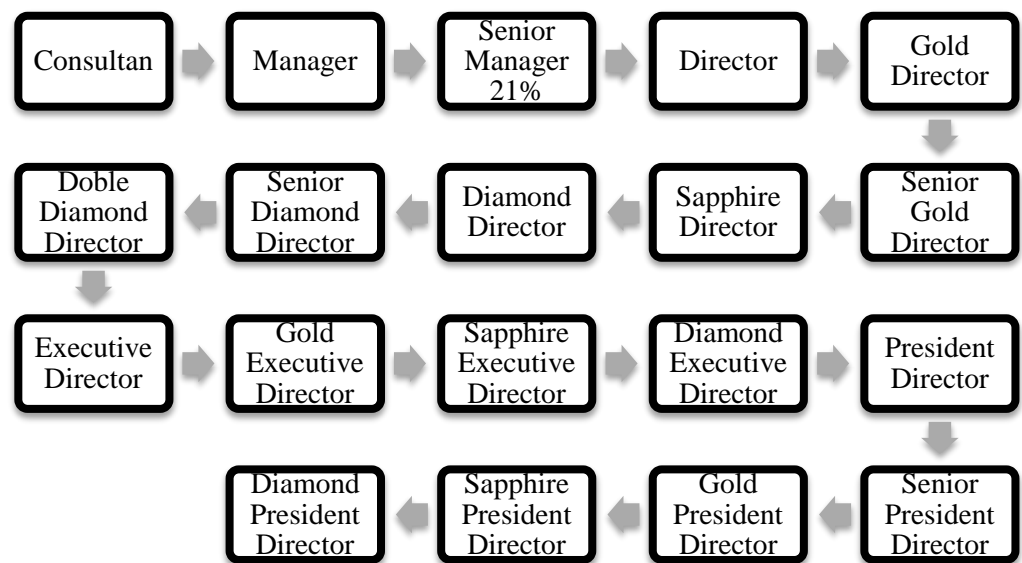 Consultan
Manager
Senior
Manager
21%
Director
Gold
Director
Senior
Gold
Director
Sapphire
Director
Diamond
Director
Senior
Diamond
Director
Doble
Diamond
Director
Executive
Director
Gold
Executive
Director
Sapphire
Executive
Director
Diamond
Executive
Director
President
Director
Senior
President
Director
Gold
President
Director
Sapphire
President
Director
Diamond
President
Director